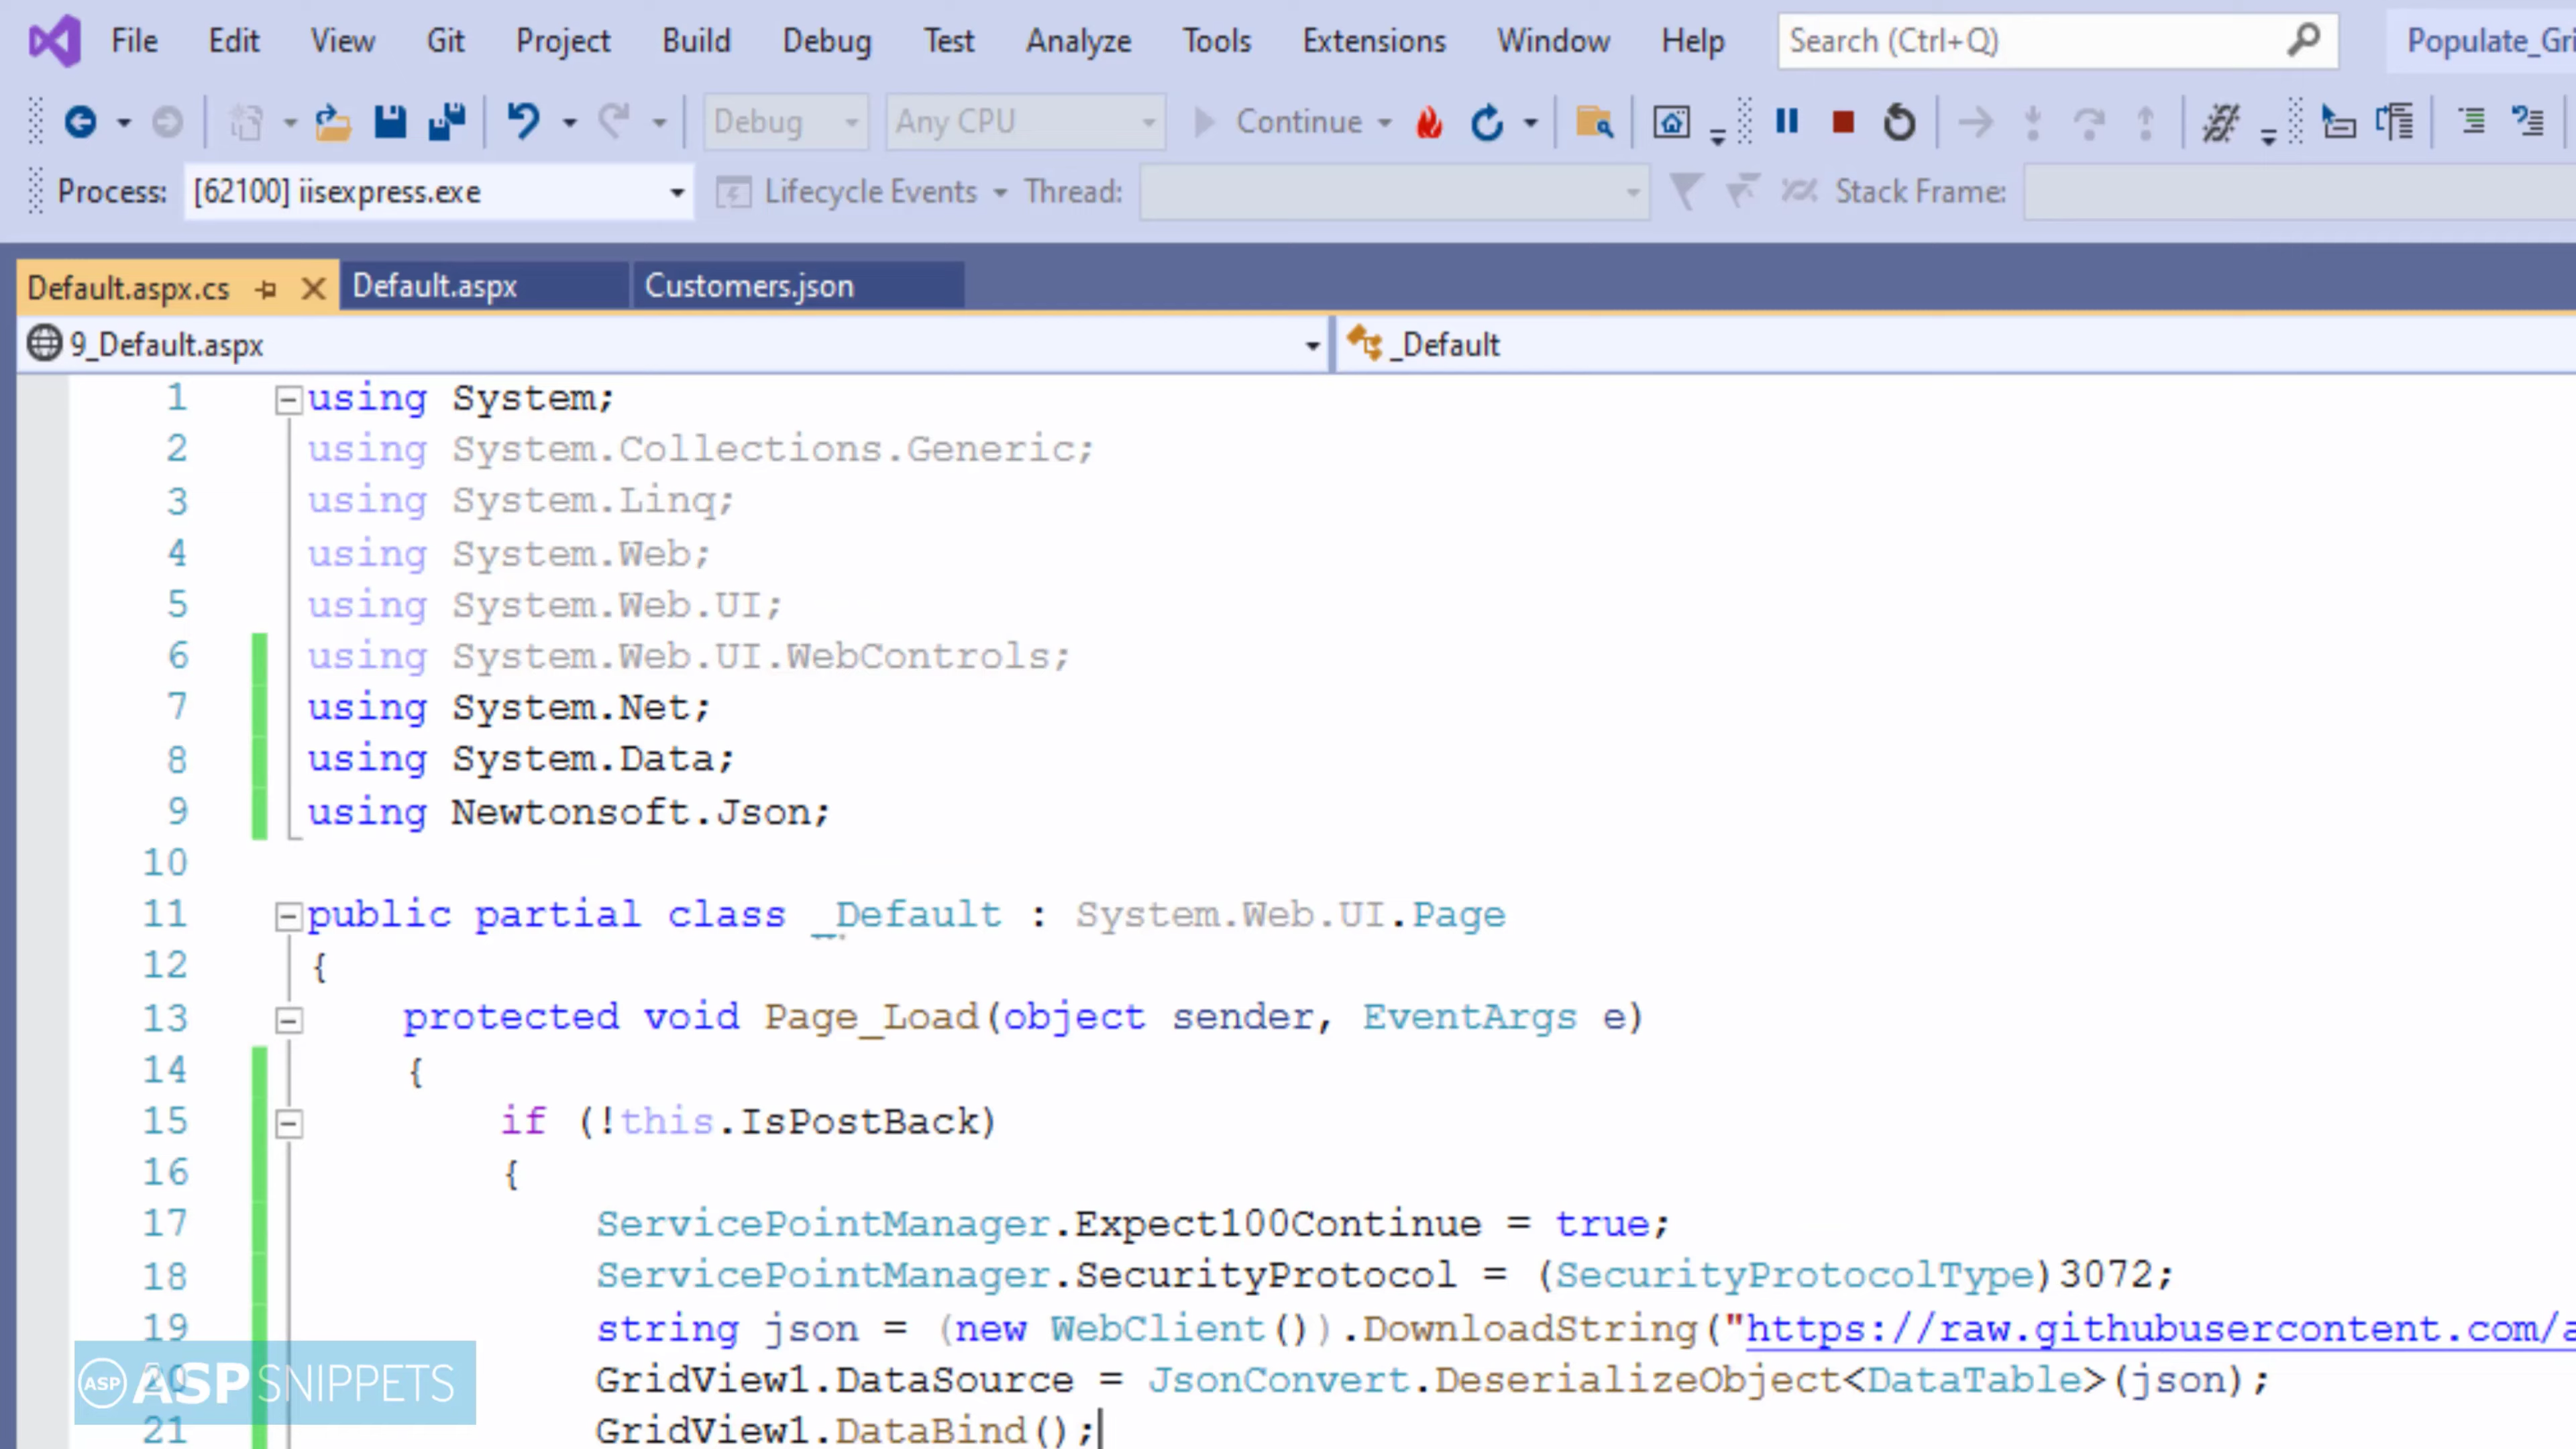 File Edit View Git Project Build Debug Test Analyze Tools Extensions Window Help Search (Ctrl+Q) Populate_Gri
Debug Any CPU Continue
Process: [62100] iisexpress.exe Lifecycle Events Thread: Stack Frame:
Default.aspx.cs Default.aspx Customers.json
9_Default.aspx _Default
1 using System;
2 using System.Collections.Generic;
3 using System.Linq;
4 using System.Web;
5 using System.Web.UI;
6 using System.Web.UI.WebControls;
7 using System.Net;
8 using System.Data;
9 using Newtonsoft.Json;
10
11 public partial class _Default : System.Web.UI.Page
12 {
13 protected void Page_Load(object sender, EventArgs e)
14 {
15 if (!this.IsPostBack)
16 {
17 ServicePointManager.Expect100Continue = true;
18 ServicePointManager.SecurityProtocol = (SecurityProtocolType)3072;
19 string json = (new WebClient()).DownloadString("https://raw.githubusercontent.com/a
20 GridView1.DataSource = JsonConvert.DeserializeObject<DataTable>(json);
21 GridView1.DataBind();
ASP ASPSNIPPETS